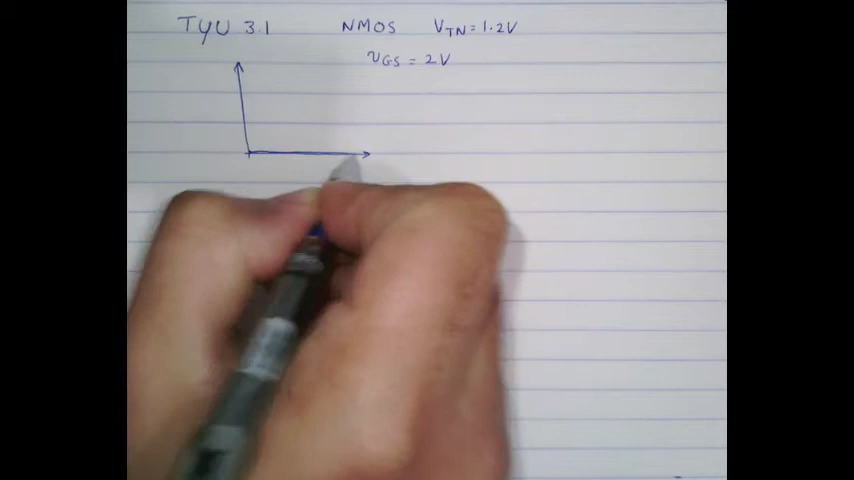 TYU 3.1 NMOS VTN = 1.2V
vGS = 2V